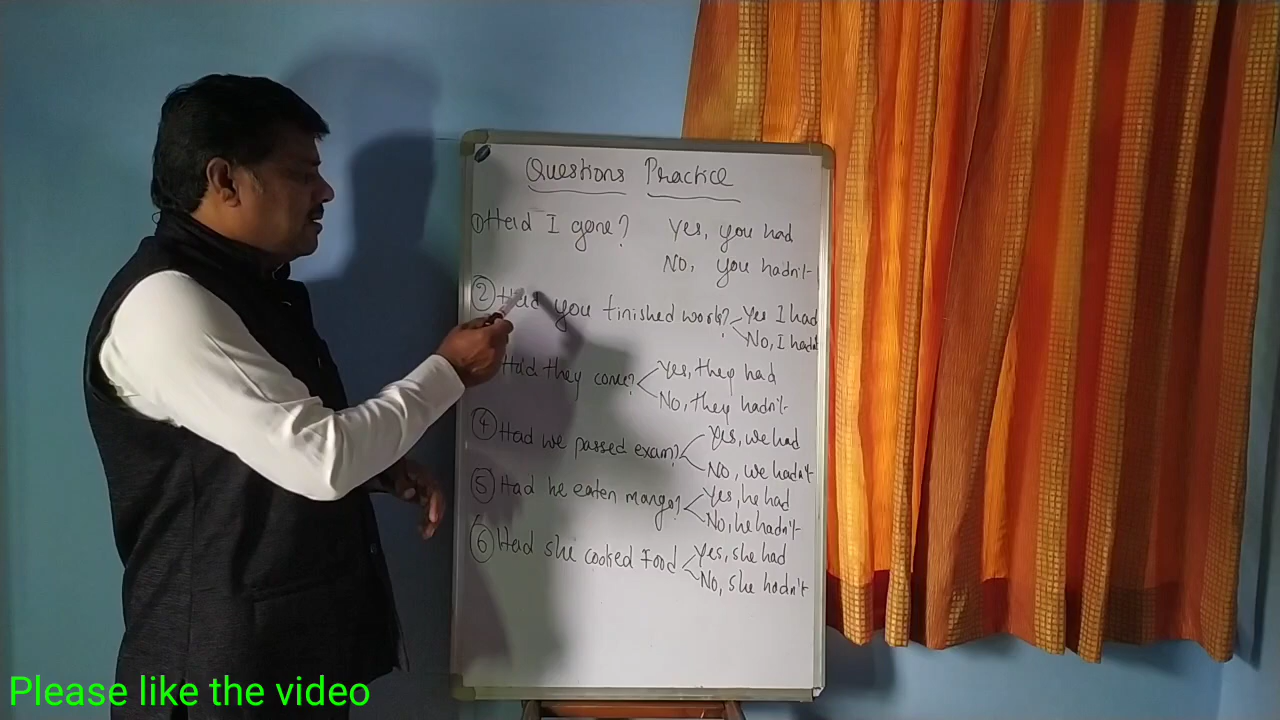 Questions Practice
① Had I gone? Yes, you had
No, you hadn't
② Had you finished work? Yes I had
No, I hadn't
Had they come? Yes, they had
No, they hadn't
④ Had we passed exam? Yes, we had
No, we hadn't
⑤ Had he eaten mango? Yes, he had
No, he hadn't
⑥ Had she cooked Food Yes, she had
No, she hadn't
Please like the video